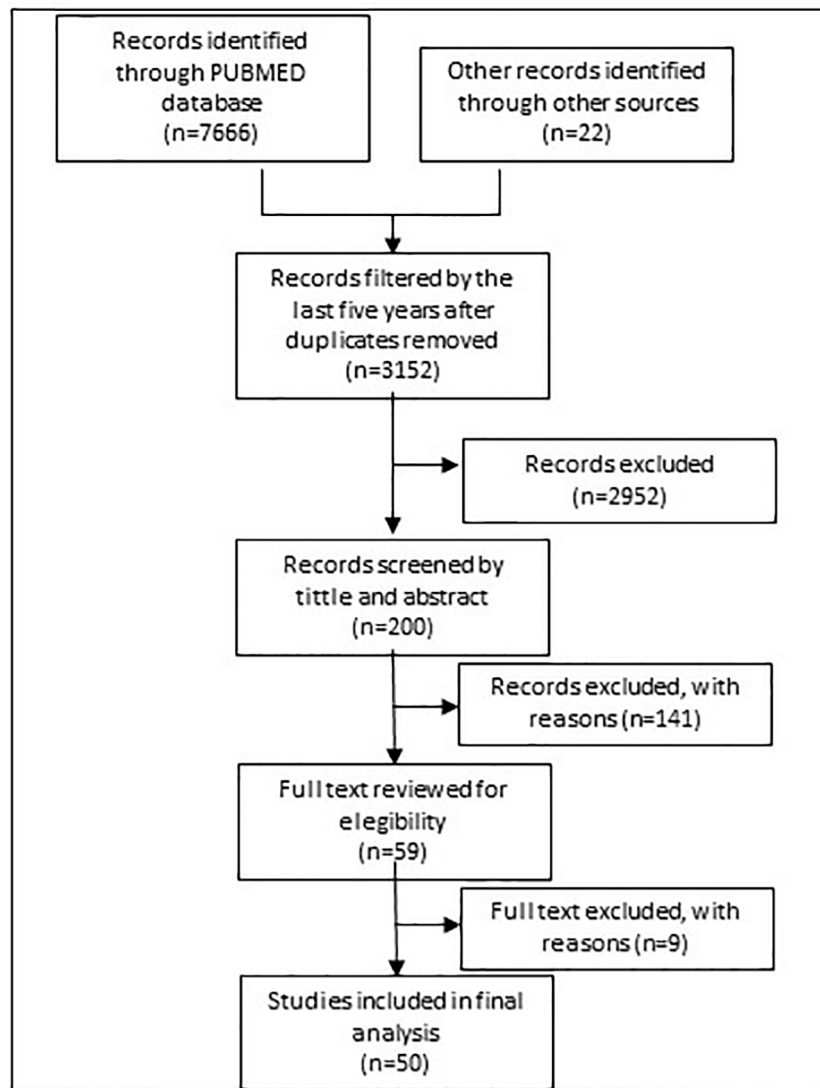 Records identified
through PUBMED
database
(n=7666)
Other records identified
through other sources
(n=22)
Records filtered by the
last five years after
duplicates removed
(n=3152)
Records excluded
(n=2952)
Records screened by
tittle and abstract
(n=200)
Records excluded, with
reasons (n=141)
Full text reviewed for
elegibility
(n=59)
Full text excluded, with
reasons (n=9)
Studies included in final
analysis
(n=50)